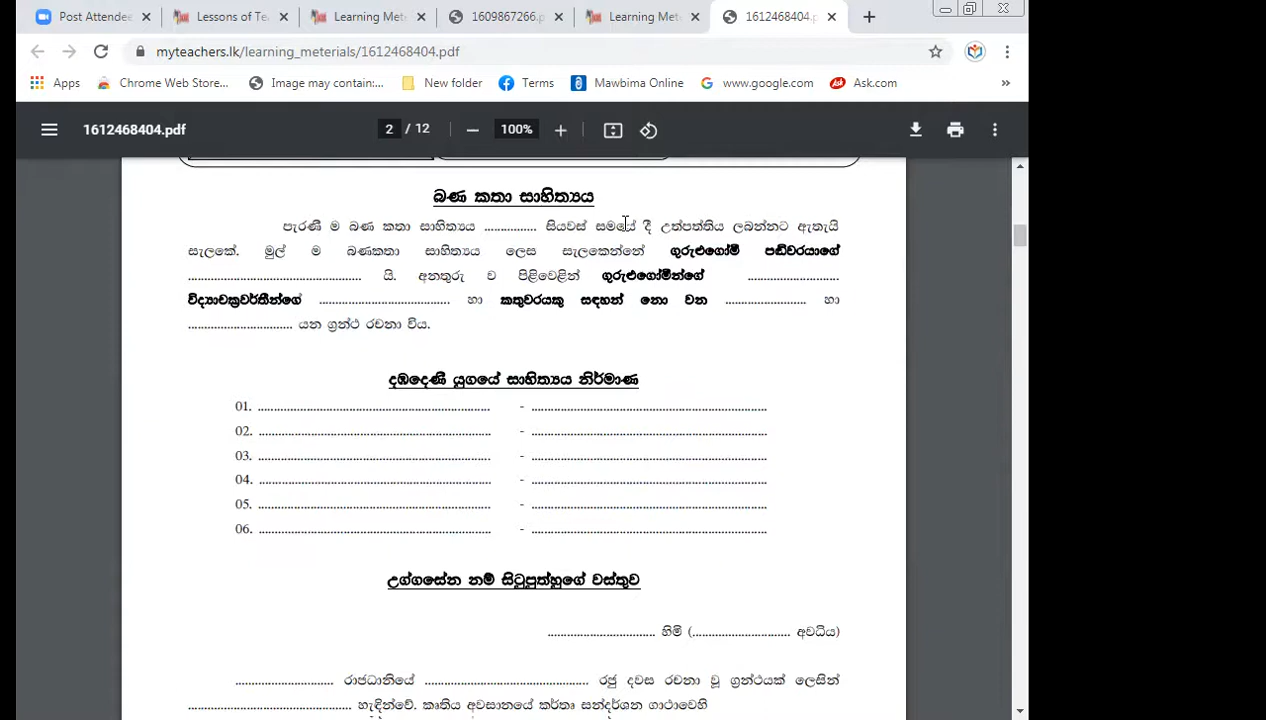 Post Attendee
Lessons of Te
Learning Met
1609867266.p
Learning Met
1612468404.p
myteachers.lk/learning_meterials/1612468404.pdf
Apps
Chrome Web Store...
Image may contain:...
New folder
Terms
Mawbima Online
www.google.com
Ask.com
»
1612468404.pdf
2 / 12
100%
බණ කතා සාහිත්‍යය
පැරණී ම බණ කතා සාහිත්‍යය ................ සියවස් සමයේ දී උත්පත්තිය ලබන්නට ඇතැයි
සැලකේ. මුල් ම බණකතා සාහිත්‍යය ලෙස සැලකෙන්නේ ගුරුළුගෝමී පඬිවරයාගේ
..................................................... යි. අනතුරු ව පිළිවෙළින් ගුරුළුගෝමීන්ගේ ............................
විද්‍යාචක්‍රවර්තීන්ගේ ........................................ හා කතුවරයකු සඳහන් නො වන ......................... හා
................................ යන ග්‍රන්ථ රචනා විය.
දඹදෙණි යුගයේ සාහිත්‍යය නිර්මාණ
01. ........................................................................ - ........................................................................
02. ........................................................................ - ........................................................................
03. ........................................................................ - ........................................................................
04. ........................................................................ - ........................................................................
05. ........................................................................ - ........................................................................
06. ........................................................................ - ........................................................................
උග්ගසේන නම් සිටුපුත්හුගේ වස්තුව
................................. හිමි (.............................. අවධිය)
.............................. රාජධානියේ .................................................. රජු දවස රචනා වූ ග්‍රන්ථයක් ලෙසින්
.................................................. හැඳින්වේ. කෘතිය අවසානයේ කර්තෘ සන්දර්ශන ගාථාවෙහි